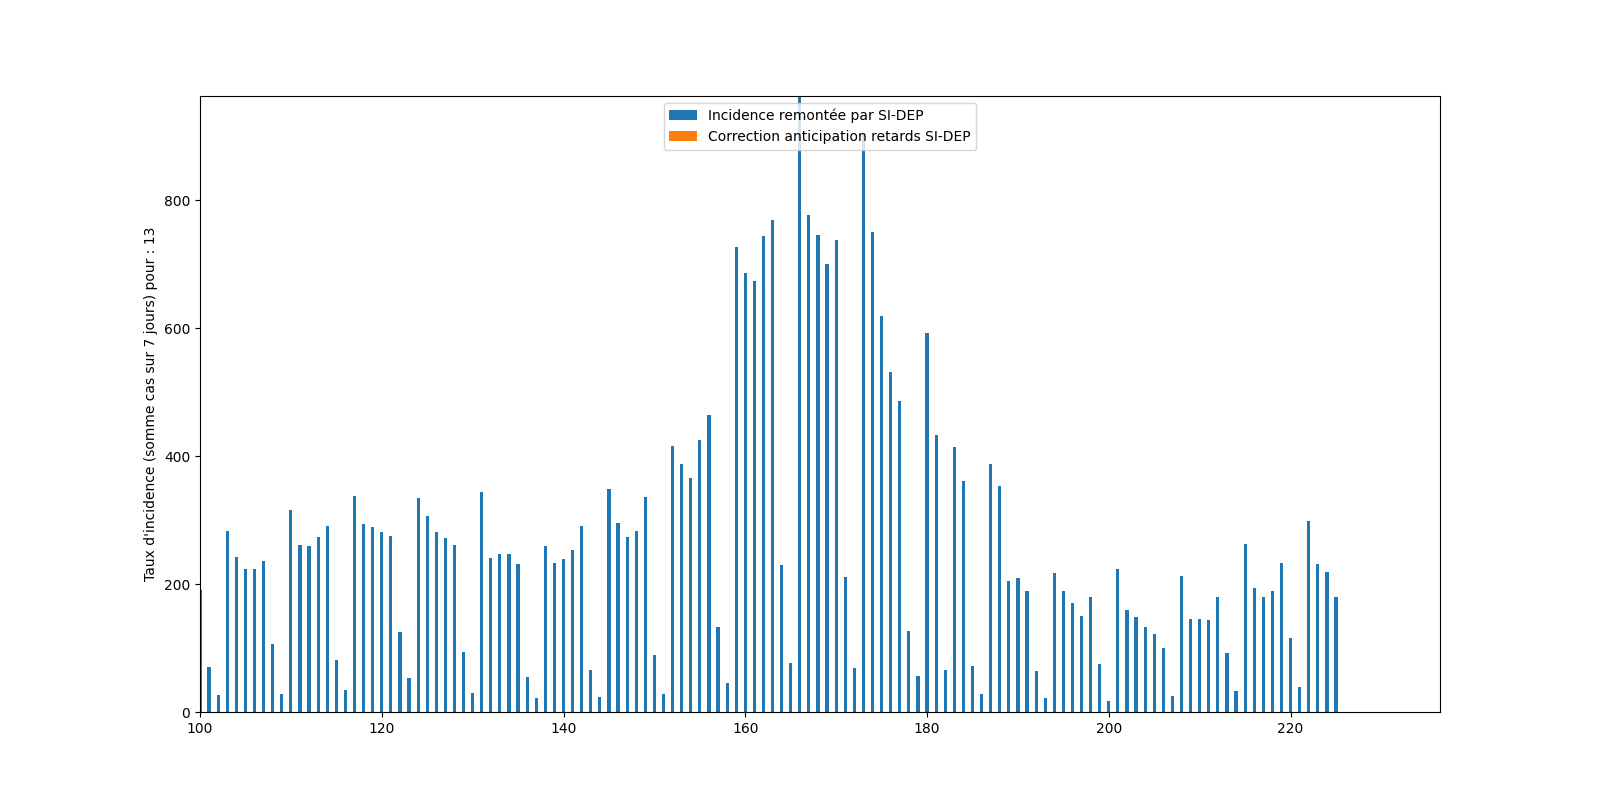 Incidence remontée par SI-DEP
Correction anticipation retards SI-DEP
Taux d'incidence (somme cas sur 7 jours) pour : 13
800
600
400
200
0
100 120 140 160 180 200 220